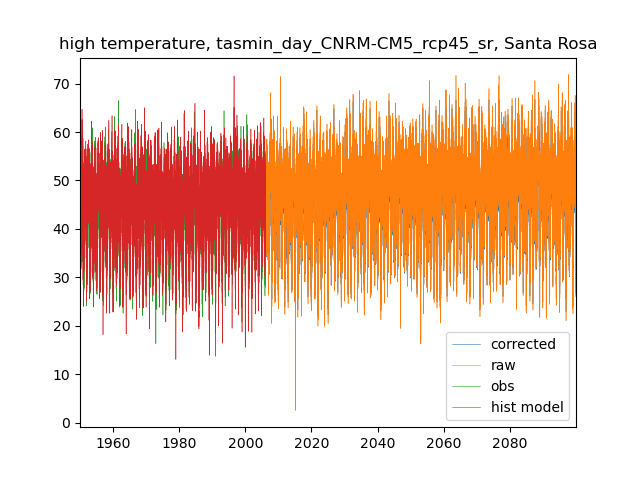 high temperature, tasmin_day_CNRM-CM5_rcp45_sr, Santa Rosa
70
60
50
40
30
20
10
0
1960 1980 2000 2020 2040 2060 2080
corrected
raw
obs
hist model